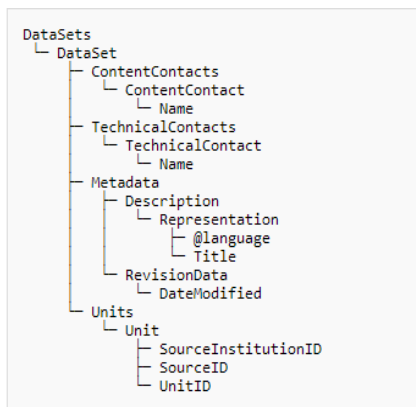 DataSets
DataSet
ContentContacts
ContentContact
Name
TechnicalContacts
TechnicalContact
Name
Metadata
Description
Representation
@language
Title
RevisionData
DateModified
Units
Unit
SourceInstitutionID
SourceID
UnitID